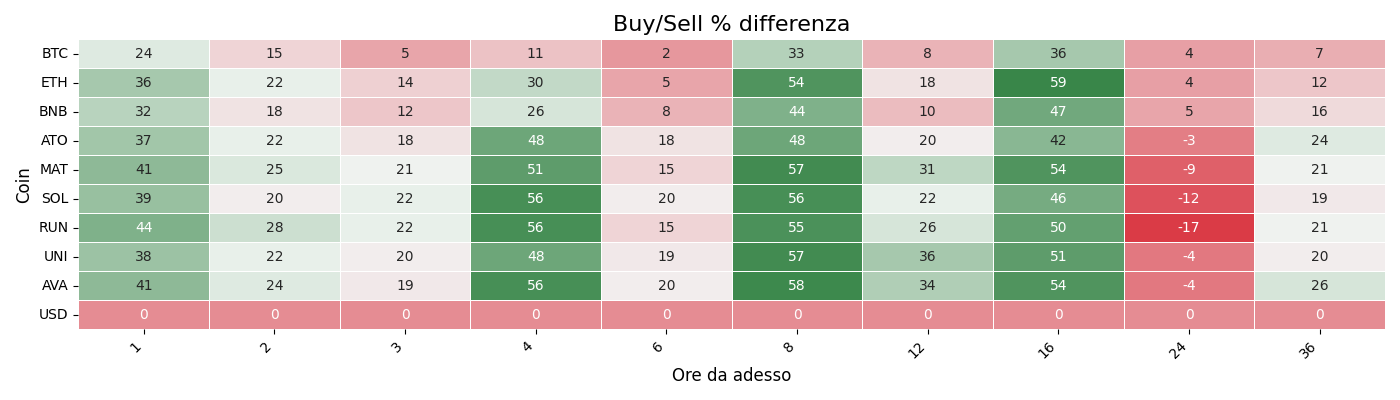 Buy/Sell % differenza
Coin
BTC 24 15 5 11 2 33 8 36 4 7
ETH 36 22 14 30 5 54 18 59 4 12
BNB 32 18 12 26 8 44 10 47 5 16
ATO 37 22 18 48 18 48 20 42 -3 24
MAT 41 25 21 51 15 57 31 54 -9 21
SOL 39 20 22 56 20 56 22 46 -12 19
RUN 44 28 22 56 15 55 26 50 -17 21
UNI 38 22 20 48 19 57 36 51 -4 20
AVA 41 24 19 56 20 58 34 54 -4 26
USD 0 0 0 0 0 0 0 0 0 0
1 2 3 4 6 8 12 16 24 36
Ore da adesso